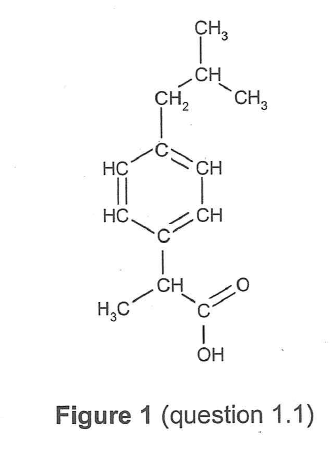 CH3
CH
CH2 CH3
C
HC CH
HC CH
C
CH O
H3C C
OH
Figure 1 (question 1.1)